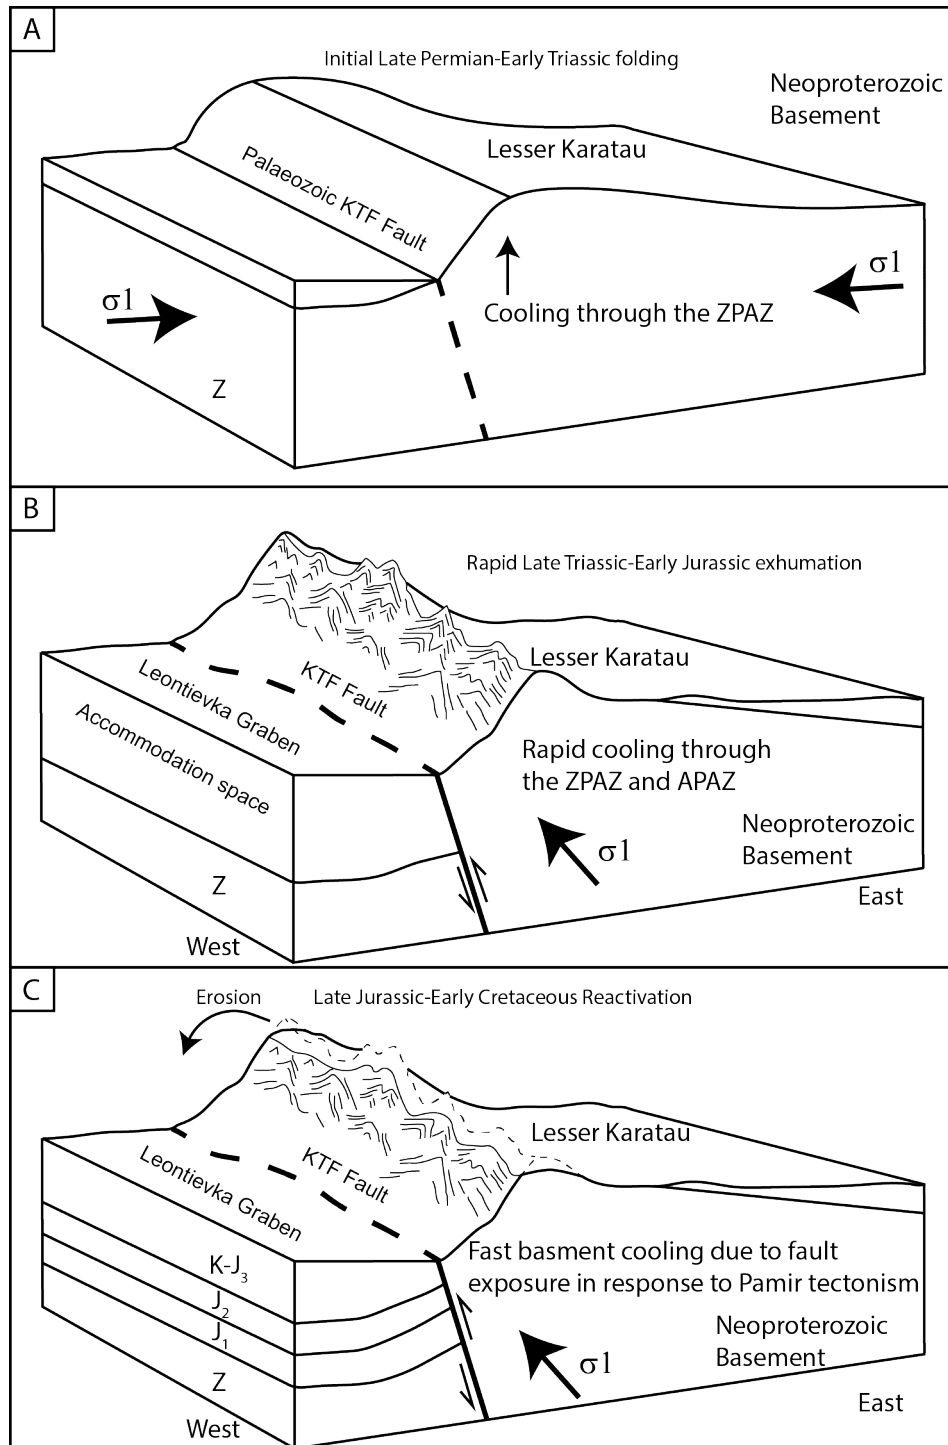 A
Initial Late Permian-Early Triassic folding
Neoproterozoic
Basement
Lesser Karatau
Palaeozoic KTF Fault
σ1
σ1
Cooling through the ZPAZ
Z
B
Rapid Late Triassic-Early Jurassic exhumation
Lesser Karatau
KTF Fault
Leontievka Graben
Accommodation space
Rapid cooling through
the ZPAZ and APAZ
Neoproterozoic
Basement
σ1
Z
East
West
C
Erosion
Late Jurassic-Early Cretaceous Reactivation
Lesser Karatau
KTF Fault
Leontievka Graben
Fast basment cooling due to fault
exposure in response to Pamir tectonism
K-J₃
J₂
J₁
Neoproterozoic
Basement
σ1
Z
East
West